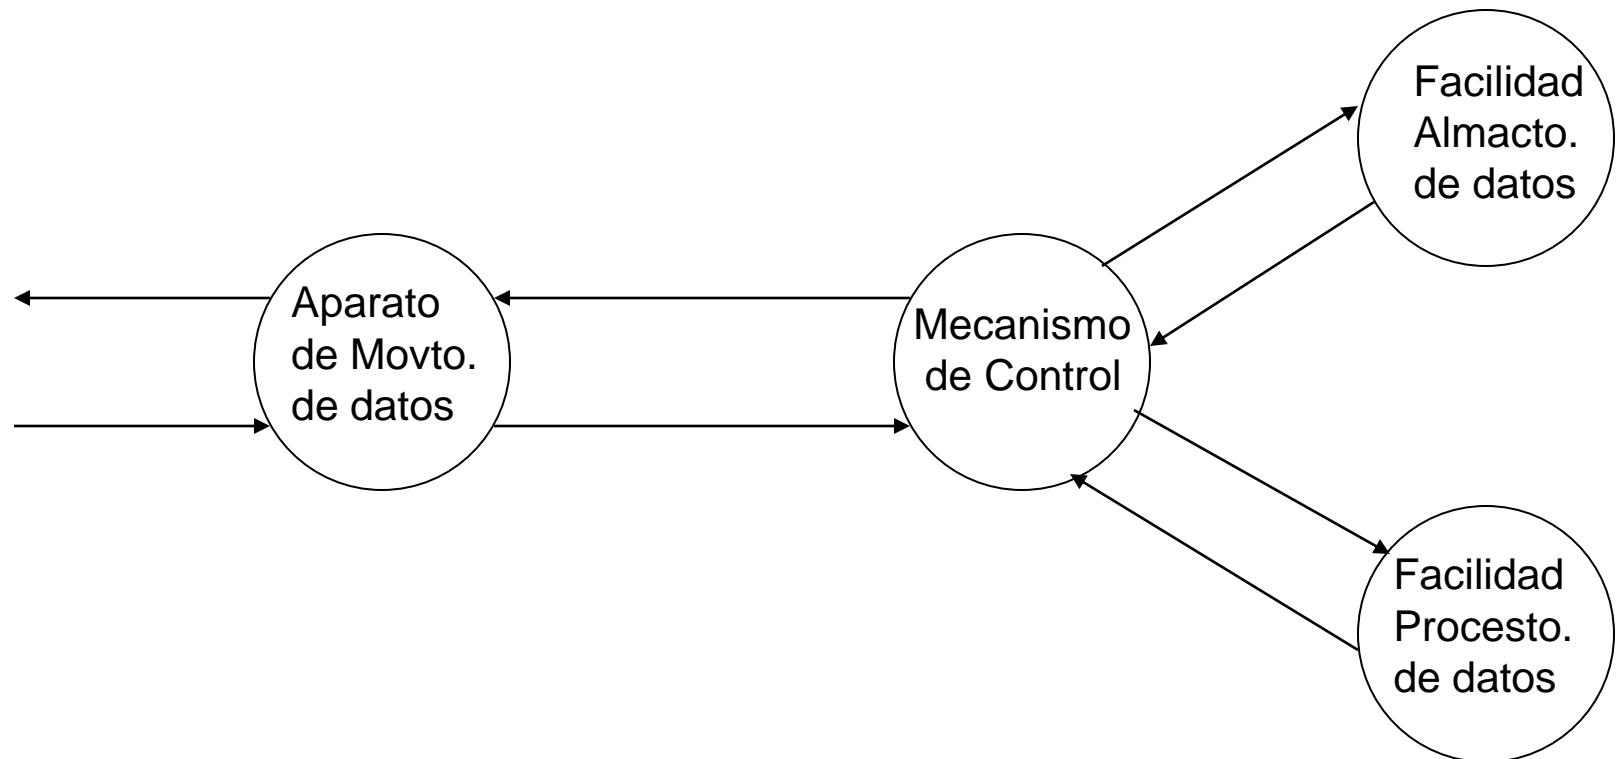 Aparato
de Movto.
de datos
Mecanismo
de Control
Facilidad
Almacto.
de datos
Facilidad
Procesto.
de datos